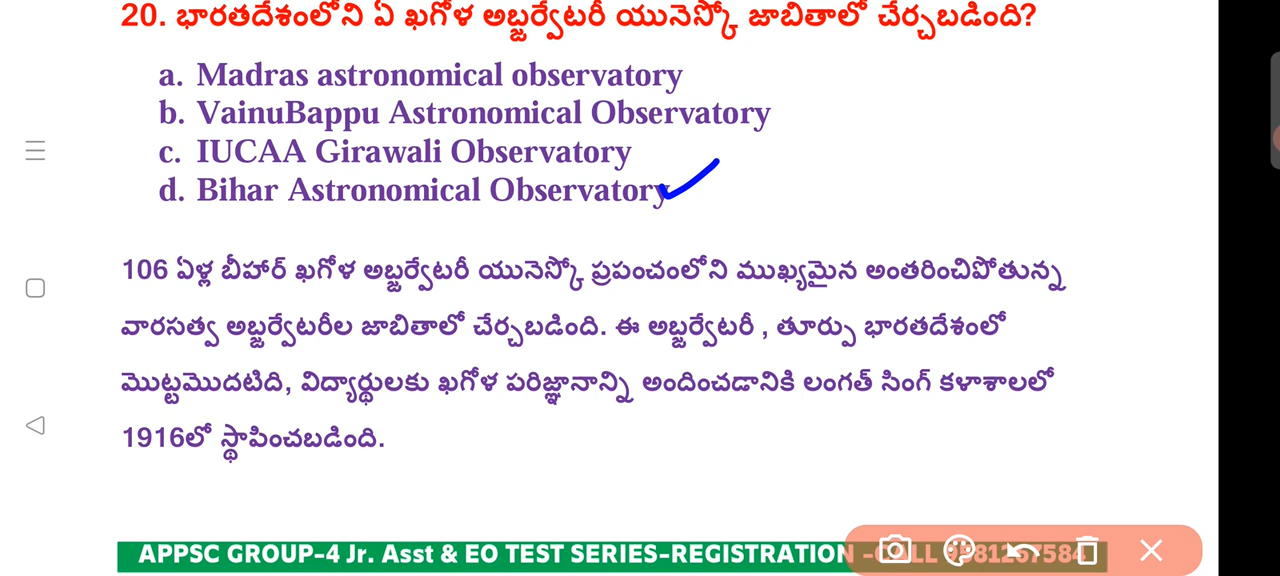 20. భారతదేశంలోని ఏ ఖగోళ అబ్జర్వేటరీ యునెస్కో జాబితాలో చేర్చబడింది?
a. Madras astronomical observatory
b. VainuBappu Astronomical Observatory
c. IUCAA Girawali Observatory
d. Bihar Astronomical Observatory
106 ఏళ్ల బీహార్ ఖగోళ అబ్జర్వేటరీ యునెస్కో ప్రపంచంలోని ముఖ్యమైన అంతరించిపోతున్న
వారసత్వ అబ్జర్వేటరీల జాబితాలో చేర్చబడింది. ఈ అబ్జర్వేటరీ , తూర్పు భారతదేశంలో
మొట్టమొదటిది, విద్యార్థులకు ఖగోళ పరిజ్ఞానాన్ని అందించడానికి లంగత్ సింగ్ కళాశాలలో
1916లో స్థాపించబడింది.
APPSC GROUP-4 Jr. Asst & EO TEST SERIES-REGISTRATION -CALL